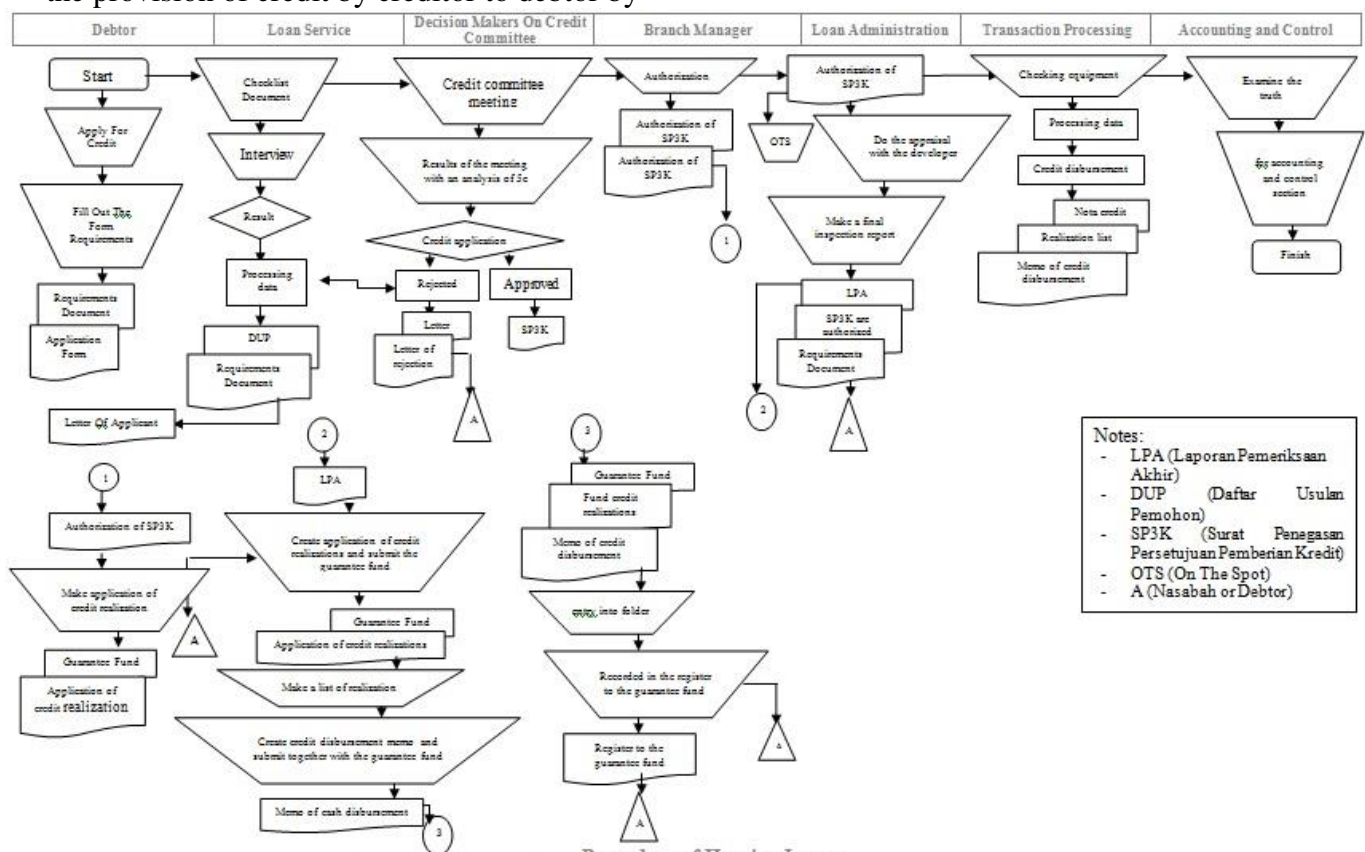 the provision of credit by creditor to debtor by
Debtor
Loan Service
Decision Makers On Credit
Committee
Branch Manager
Loan Administration
Transaction Processing
Accounting and Control
Start
Apply For
Credit
Fill Out The
Form
Requirements
Requirements
Document
Application
Form
Letter Of Applicant
Checklist
Document
Interview
Result
Processing
data
DUP
Requirements
Document
Credit committee
meeting
Results of the meeting
with an analysis of 5c
Credit application
Rejected
Approved
Letter
SP3K
Letter of
rejection
A
Authorization
Authorization of
SP3K
Authorization of
SP3K
1
Authorization of
SP3K
OTS
Do the appraisal
with the developer
Make a final
inspection report
LPA
SP3K are
authorized
Requirements
Document
2
A
Checking equipment
Processing data
Credit disbursement
Nota credit
Realization list
Memo of credit
disbursement
Examine the
truth
accounting
and control
section
Finish
1
Authorization of SP3K
Make application of
credit realization
A
Guarantee Fund
Application of
credit realization
2
LPA
Create application of credit
realizations and submit the
guarantee fund
Guarantee Fund
Application of credit realizations
Make a list of realization
Create credit disbursement memo and
submit together with the guarantee fund
Memo of cash disbursement
3
3
Guarantee Fund
Fund credit
realizations
Memo of credit
disbursement
entry into folder
Recorded in the register
to the guarantee fund
A
Register to the
guarantee fund
A
Notes:
- LPA (Laporan Pemeriksaan
Akhir)
- DUP (Daftar Usulan
Pemohon)
- SP3K (Surat Penegasan
Persetujuan Pemberian Kredit)
- OTS (On The Spot)
- A (Nasabah or Debtor)